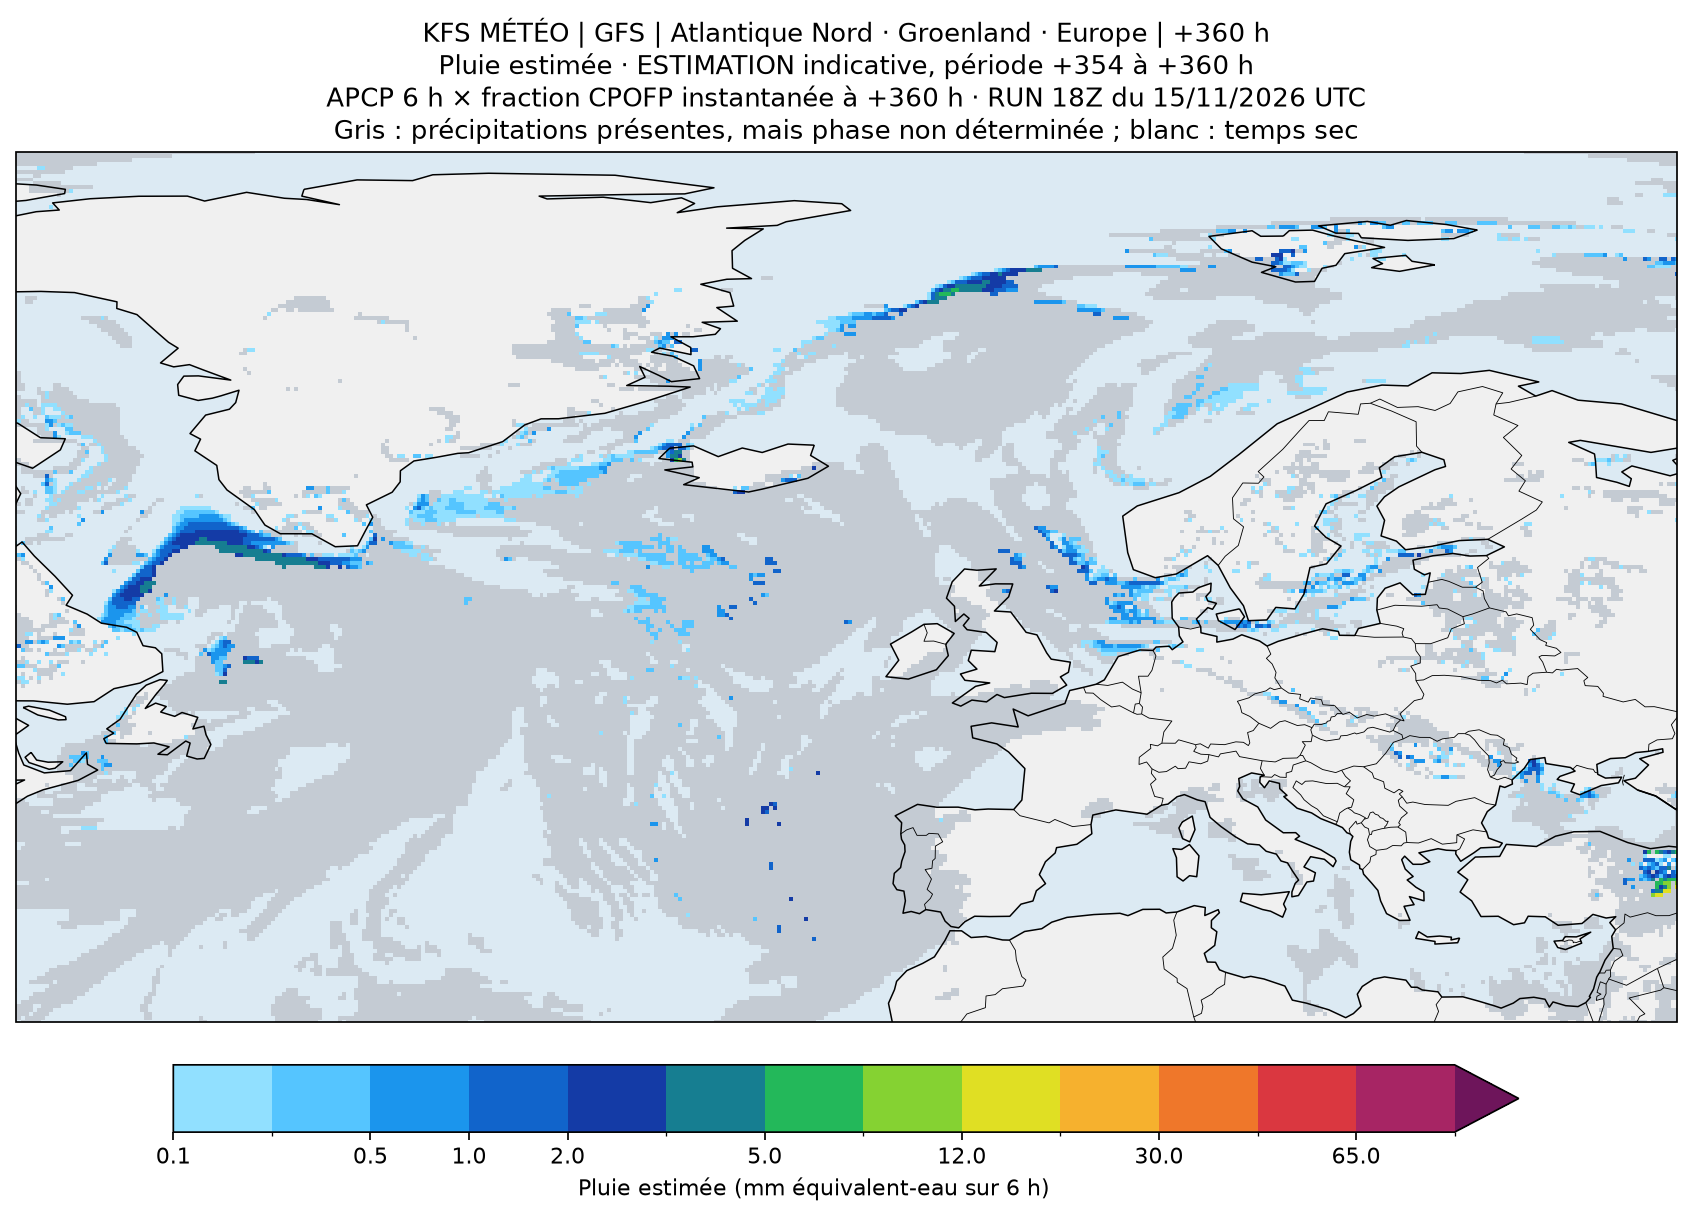 KFS MÉTÉO | GFS | Atlantique Nord · Groenland · Europe | +360 h
Pluie estimée · ESTIMATION indicative, période +354 à +360 h
APCP 6 h × fraction CPOFP instantanée à +360 h · RUN 18Z du 15/11/2026 UTC
Gris : précipitations présentes, mais phase non déterminée ; blanc : temps sec
0.1 0.5 1.0 2.0 5.0 12.0 30.0 65.0
Pluie estimée (mm équivalent-eau sur 6 h)